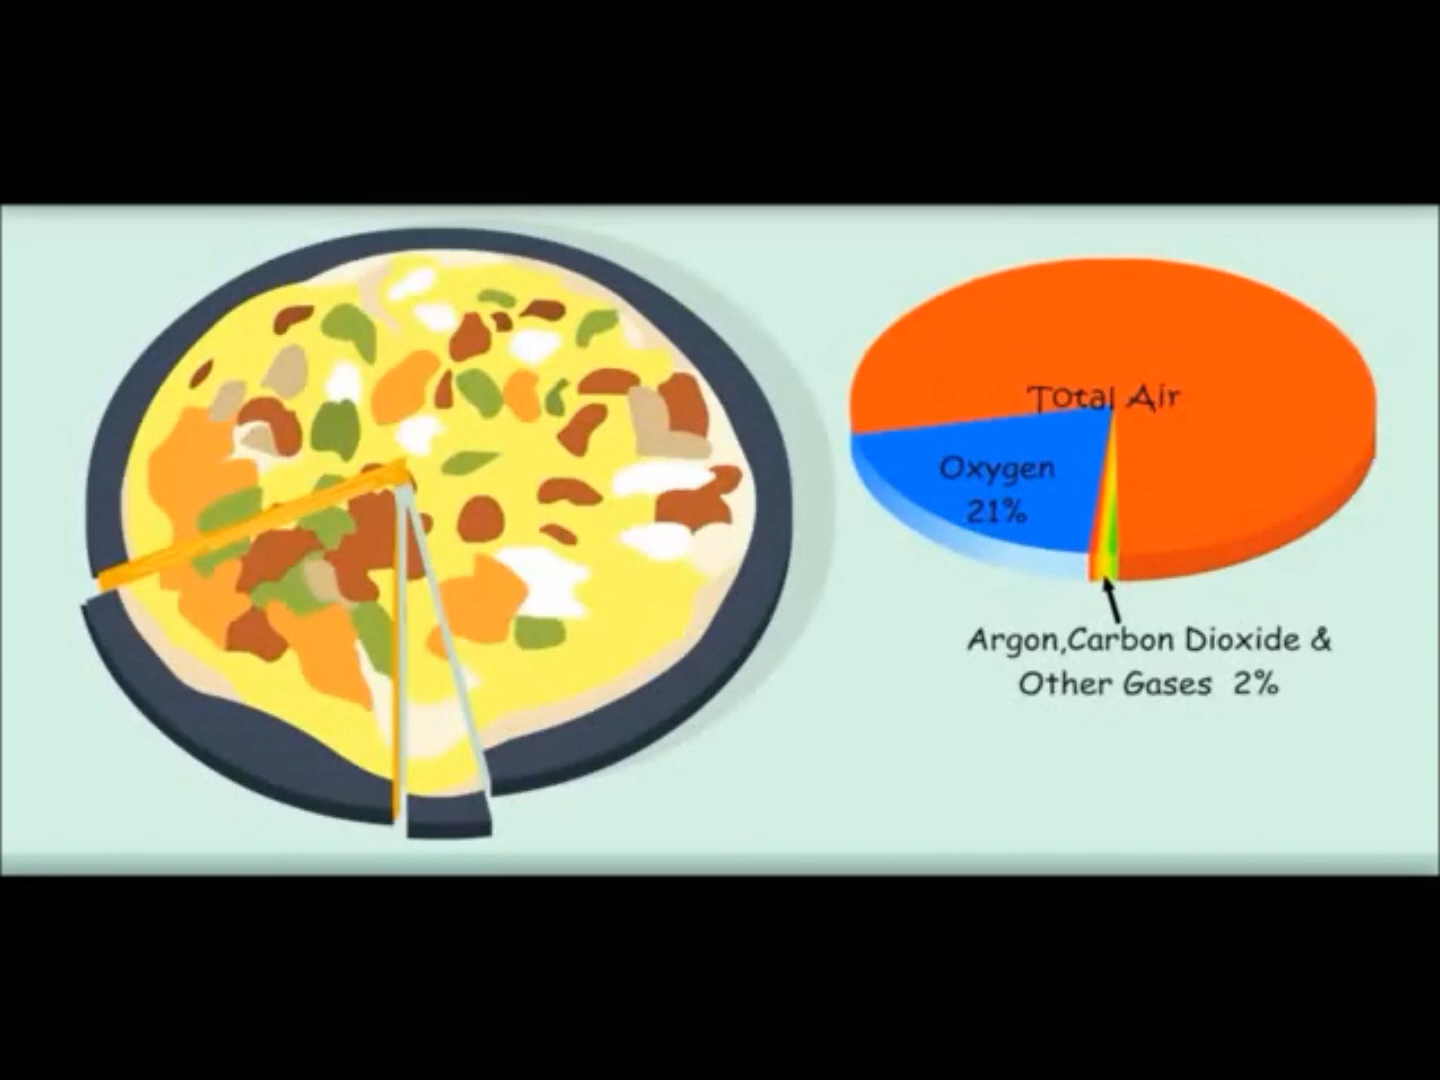 Total Air
Oxygen
21%
Argon,Carbon Dioxide &
Other Gases 2%